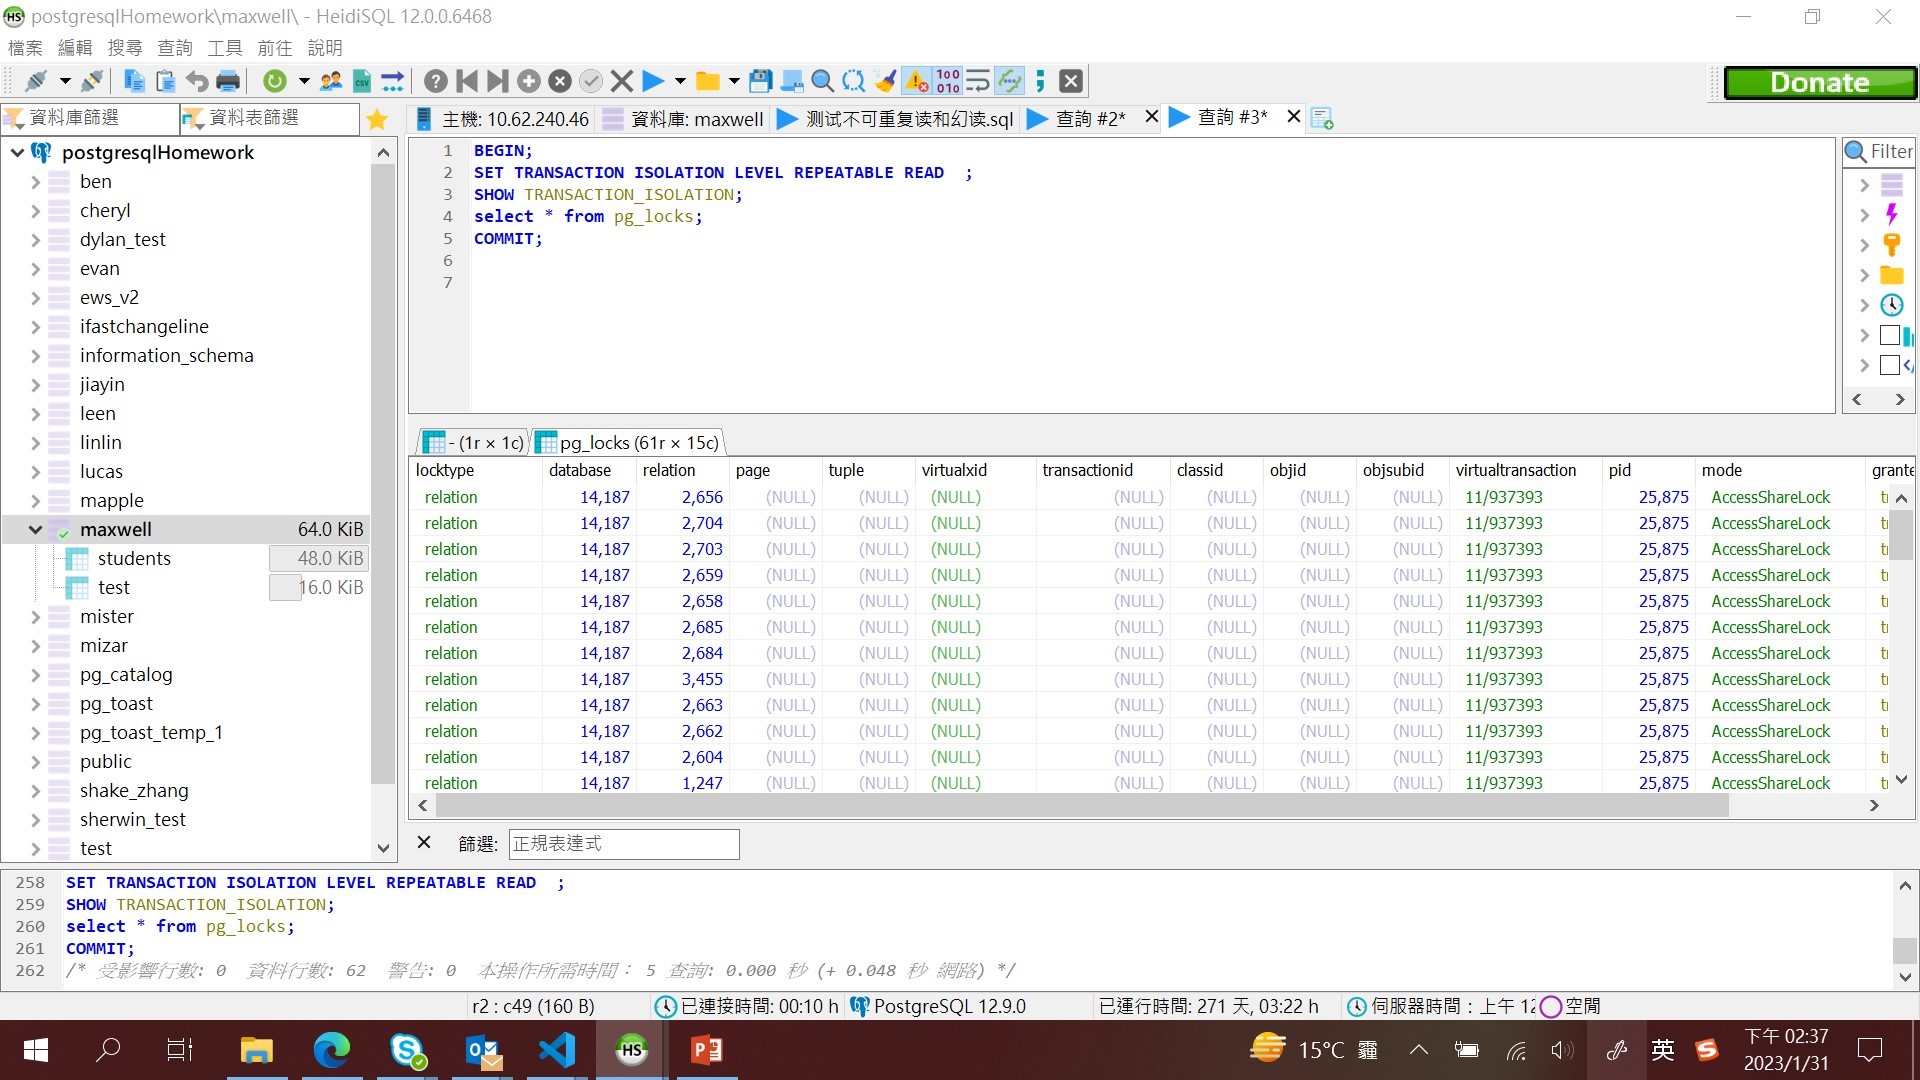 postgresqlHomework\maxwell\ - HeidiSQL 12.0.0.6468
檔案 編輯 搜尋 查詢 工具 前往 說明
Donate
資料庫篩選 資料表篩選
主機: 10.62.240.46 資料庫: maxwell 测试不可重复读和幻读.sql 查詢 #2* 查詢 #3*
postgresqlHomework
ben
cheryl
dylan_test
evan
ews_v2
ifastchangeline
information_schema
jiayin
leen
linlin
lucas
mapple
maxwell 64.0 KiB
students 48.0 KiB
test 16.0 KiB
mister
mizar
pg_catalog
pg_toast
pg_toast_temp_1
public
shake_zhang
sherwin_test
test
1 BEGIN;
2 SET TRANSACTION ISOLATION LEVEL REPEATABLE READ ;
3 SHOW TRANSACTION_ISOLATION;
4 select * from pg_locks;
5 COMMIT;
6
7
Filter
- (1r × 1c) pg_locks (61r × 15c)
locktype database relation page tuple virtualxid transactionid classid objid objsubid virtualtransaction pid mode grante
relation 14,187 2,656 (NULL) (NULL) (NULL) (NULL) (NULL) (NULL) (NULL) 11/937393 25,875 AccessShareLock
relation 14,187 2,704 (NULL) (NULL) (NULL) (NULL) (NULL) (NULL) (NULL) 11/937393 25,875 AccessShareLock
relation 14,187 2,703 (NULL) (NULL) (NULL) (NULL) (NULL) (NULL) (NULL) 11/937393 25,875 AccessShareLock
relation 14,187 2,659 (NULL) (NULL) (NULL) (NULL) (NULL) (NULL) (NULL) 11/937393 25,875 AccessShareLock
relation 14,187 2,658 (NULL) (NULL) (NULL) (NULL) (NULL) (NULL) (NULL) 11/937393 25,875 AccessShareLock
relation 14,187 2,685 (NULL) (NULL) (NULL) (NULL) (NULL) (NULL) (NULL) 11/937393 25,875 AccessShareLock
relation 14,187 2,684 (NULL) (NULL) (NULL) (NULL) (NULL) (NULL) (NULL) 11/937393 25,875 AccessShareLock
relation 14,187 3,455 (NULL) (NULL) (NULL) (NULL) (NULL) (NULL) (NULL) 11/937393 25,875 AccessShareLock
relation 14,187 2,663 (NULL) (NULL) (NULL) (NULL) (NULL) (NULL) (NULL) 11/937393 25,875 AccessShareLock
relation 14,187 2,662 (NULL) (NULL) (NULL) (NULL) (NULL) (NULL) (NULL) 11/937393 25,875 AccessShareLock
relation 14,187 2,604 (NULL) (NULL) (NULL) (NULL) (NULL) (NULL) (NULL) 11/937393 25,875 AccessShareLock
relation 14,187 1,247 (NULL) (NULL) (NULL) (NULL) (NULL) (NULL) (NULL) 11/937393 25,875 AccessShareLock
篩選: 正規表達式
258 SET TRANSACTION ISOLATION LEVEL REPEATABLE READ ;
259 SHOW TRANSACTION_ISOLATION;
260 select * from pg_locks;
261 COMMIT;
262 /* 受影響行數: 0 資料行數: 62 警告: 0 本操作所需時間： 5 查詢: 0.000 秒 (+ 0.048 秒 網路) */
r2 : c49 (160 B) 已連接時間: 00:10 h PostgreSQL 12.9.0 已運行時間: 271 天, 03:22 h 伺服器時間：上午 12 空閒
15°C 霾 英 下午 02:37
2023/1/31